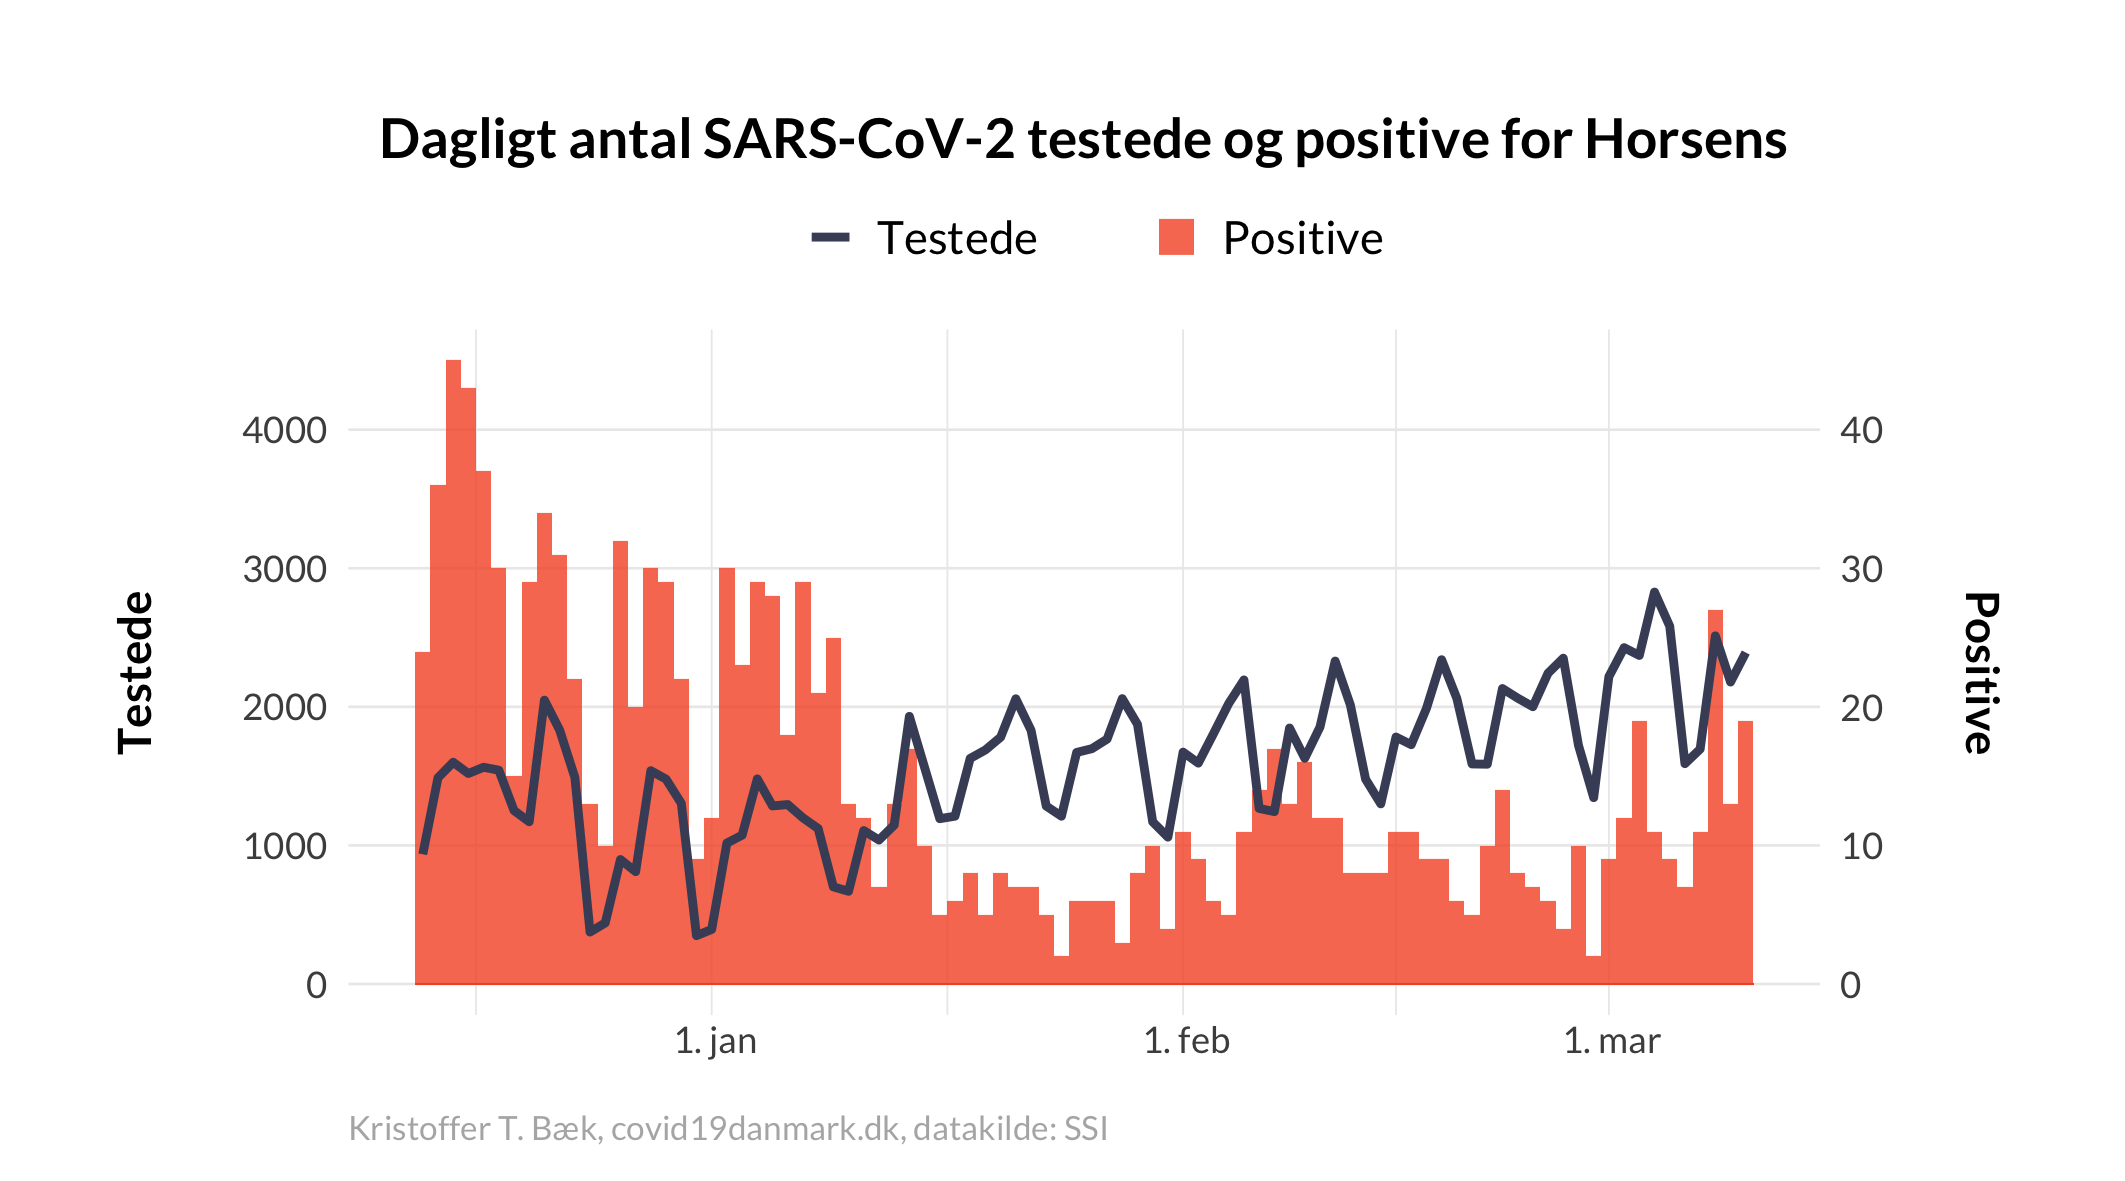 Dagligt antal SARS-CoV-2 testede og positive for Horsens
Testede
Positive
4000
3000
2000
1000
0
Testede
40
30
20
10
0
Positive
1. jan
1. feb
1. mar
Kristoffer T. Bæk, covid19danmark.dk, datakilde: SSI